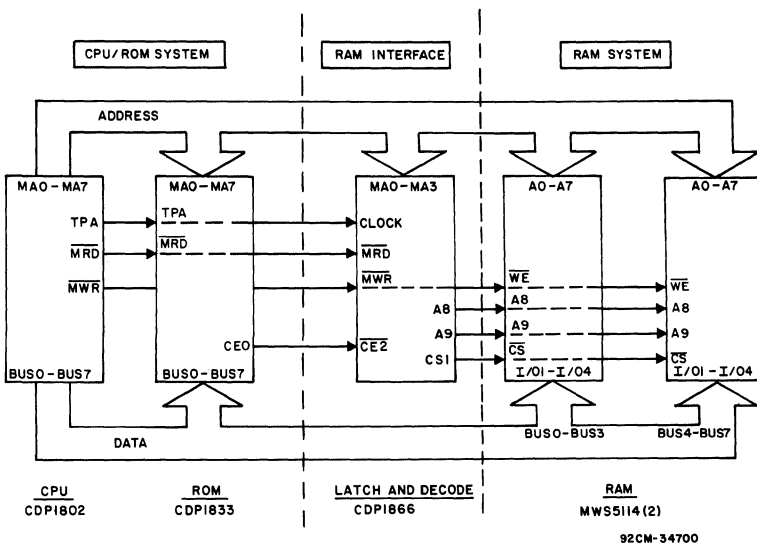 CPU/ROM SYSTEM
RAM INTERFACE
RAM SYSTEM
ADDRESS
MA0-MA7
MA0-MA7
MA0-MA3
A0-A7
A0-A7
TPA
TPA
CLOCK
MRD
MRD
MRD
MWR
MWR
WE
WE
A8
A8
A8
A9
A9
A9
CEO
CE2
CS1
CS
CS
BUS0-BUS7
BUS0-BUS7
I/O1-I/O4
I/O1-I/O4
DATA
BUS0-BUS3
BUS4-BUS7
CPU
CDP1802
ROM
CDP1833
LATCH AND DECODE
CDP1866
RAM
MWS5114(2)
92CM-34700